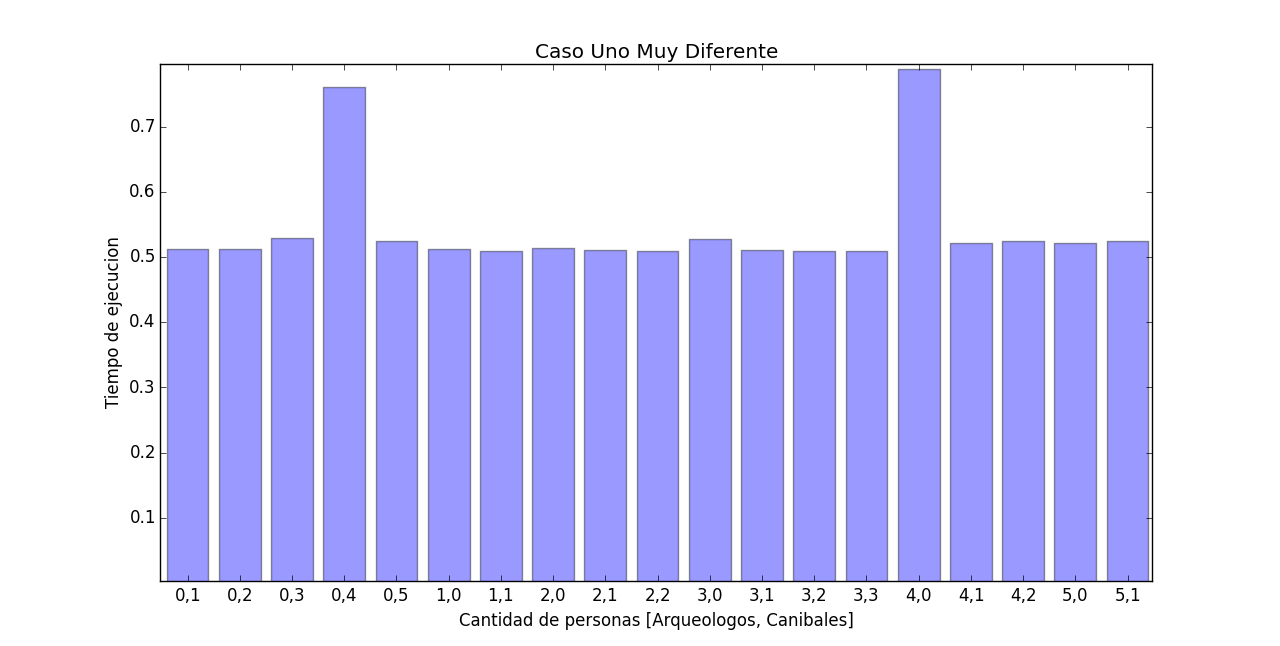 Caso Uno Muy Diferente
0.7
0.6
0.5
0.4
0.3
0.2
0.1
Tiempo de ejecucion
0,1 0,2 0,3 0,4 0,5 1,0 1,1 2,0 2,1 2,2 3,0 3,1 3,2 3,3 4,0 4,1 4,2 5,0 5,1
Cantidad de personas [Arqueologos, Canibales]